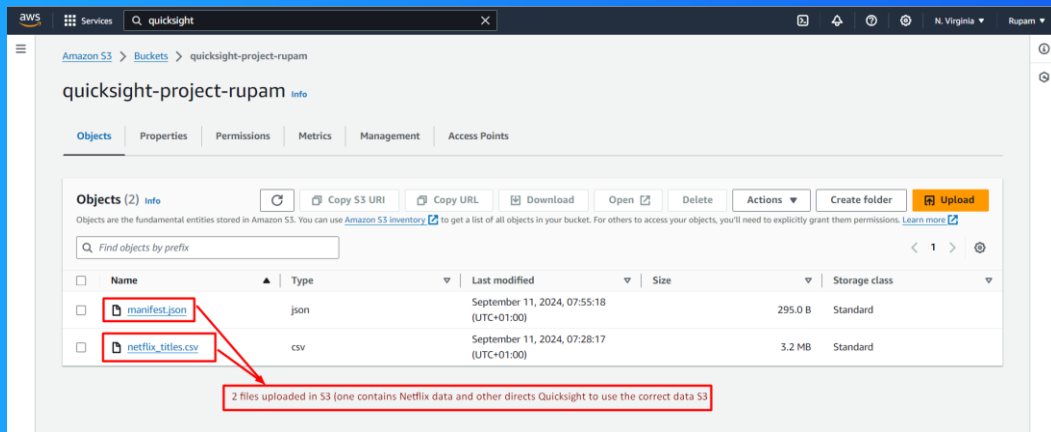 aws
Services
quicksight
N. Virginia
Rupam
Amazon S3 > Buckets > quicksight-project-rupam
quicksight-project-rupam Info
Objects Properties Permissions Metrics Management Access Points
Objects (2) Info
Copy S3 URI Copy URL Download Open Delete Actions Create folder Upload
Objects are the fundamental entities stored in Amazon S3. You can use Amazon S3 inventory to get a list of all objects in your bucket. For others to access your objects, you'll need to explicitly grant them permissions. Learn more
Find objects by prefix
1
Name Type Last modified Size Storage class
manifest.json json September 11, 2024, 07:55:18 (UTC+01:00) 295.0 B Standard
netflix_titles.csv csv September 11, 2024, 07:28:17 (UTC+01:00) 3.2 MB Standard
2 files uploaded in S3 (one contains Netflix data and other directs Quicksight to use the correct data S3